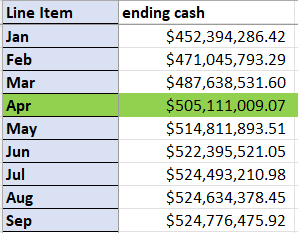 Line Item ending cash
Jan $452,394,286.42
Feb $471,045,793.29
Mar $487,638,531.60
Apr $505,111,009.07
May $514,811,893.51
Jun $522,395,521.05
Jul $524,493,210.98
Aug $524,634,378.45
Sep $524,776,475.92